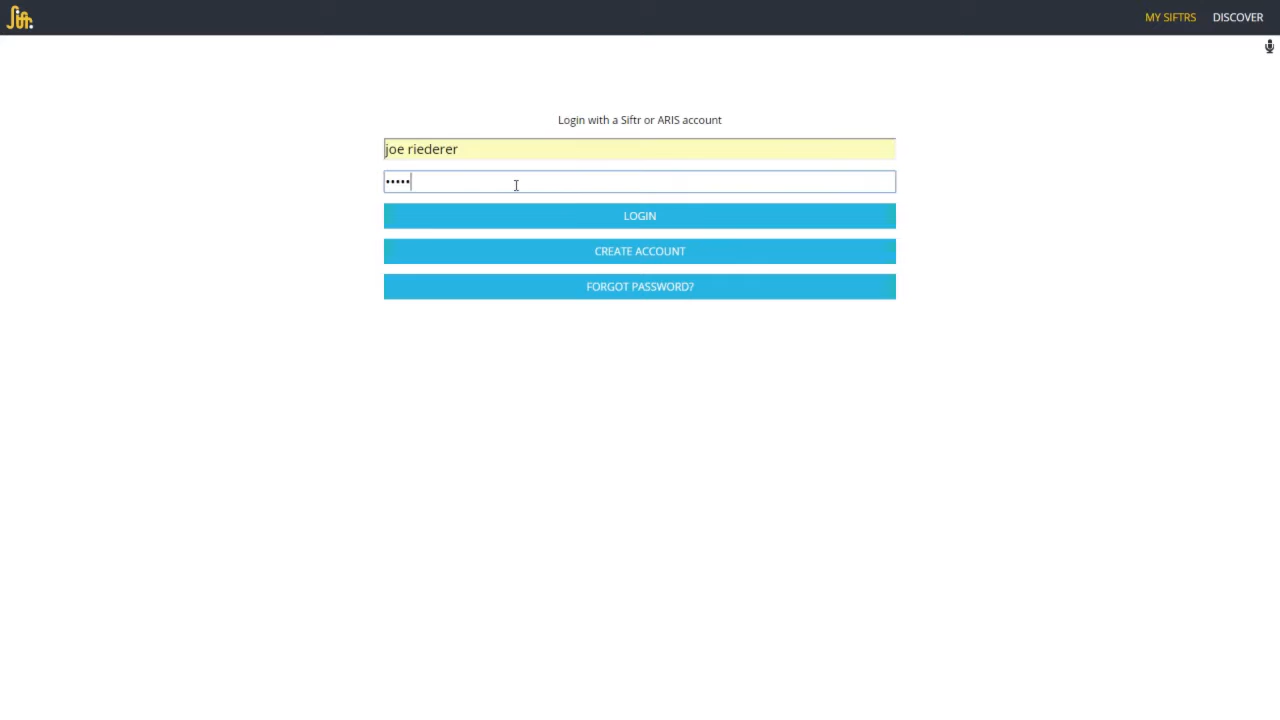 siftr.
MY SIFTRS DISCOVER
Login with a Siftr or ARIS account
joe riederer
•••••
LOGIN
CREATE ACCOUNT
FORGOT PASSWORD?